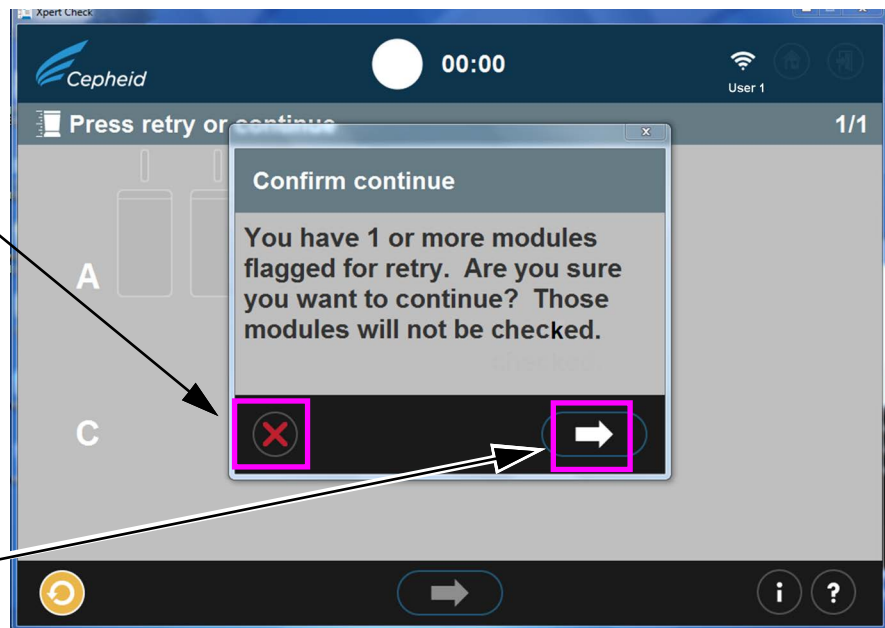 Xpert Check
Cepheid
00:00
User 1
Press retry or continue
1/1
Confirm continue
x
You have 1 or more modules
flagged for retry. Are you sure
you want to continue? Those
modules will not be checked.
A
C
i
?